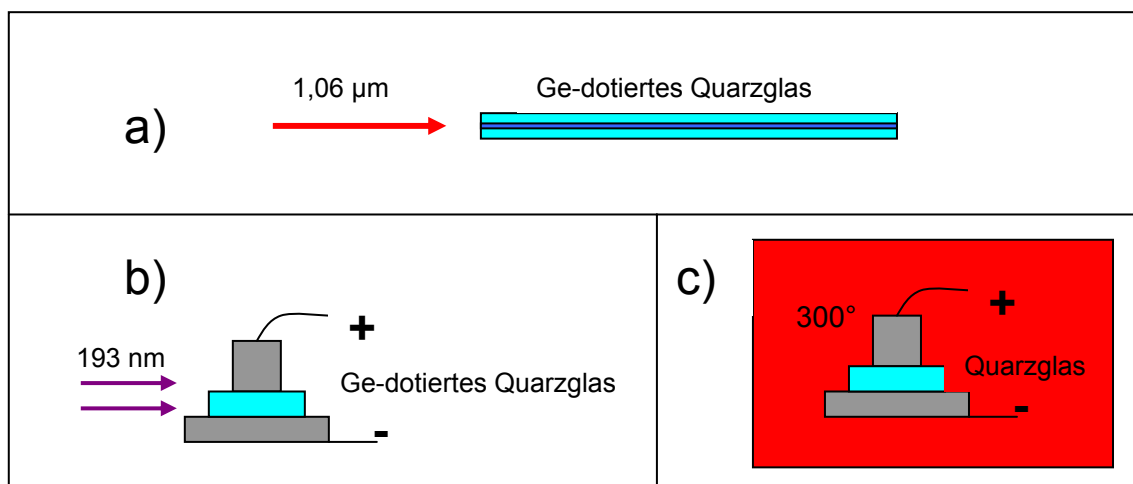 a)
1,06 µm
Ge-dotiertes Quarzglas
b)
193 nm
+
Ge-dotiertes Quarzglas
-
c)
300°
+
Quarzglas
-